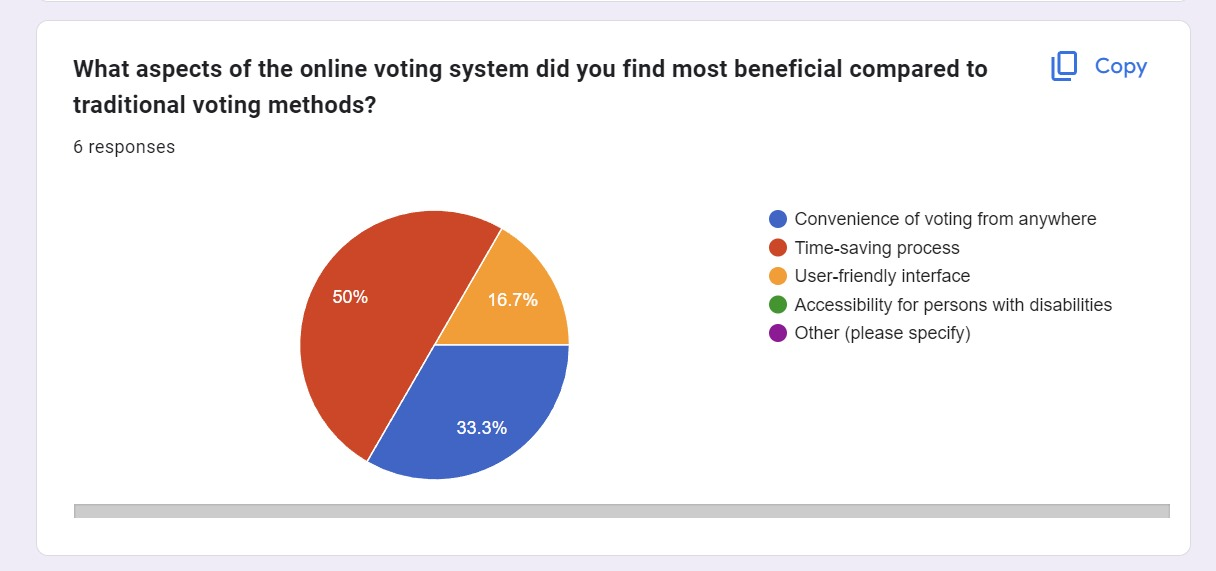 What aspects of the online voting system did you find most beneficial compared to
traditional voting methods?
Copy
6 responses
50%
16.7%
33.3%
Convenience of voting from anywhere
Time-saving process
User-friendly interface
Accessibility for persons with disabilities
Other (please specify)